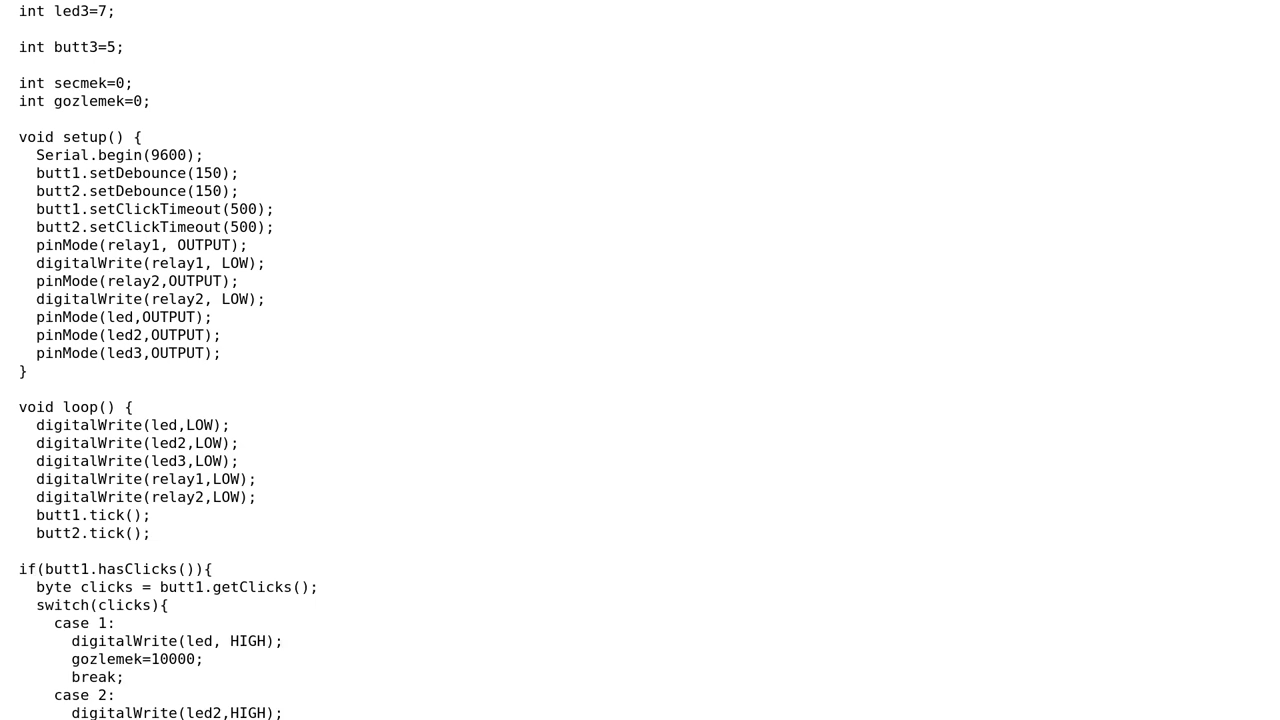 int led3=7;
int butt3=5;
int secmek=0;
int gozlemek=0;
void setup() {
  Serial.begin(9600);
  butt1.setDebounce(150);
  butt2.setDebounce(150);
  butt1.setClickTimeout(500);
  butt2.setClickTimeout(500);
  pinMode(relay1, OUTPUT);
  digitalWrite(relay1, LOW);
  pinMode(relay2,OUTPUT);
  digitalWrite(relay2, LOW);
  pinMode(led,OUTPUT);
  pinMode(led2,OUTPUT);
  pinMode(led3,OUTPUT);
}
void loop() {
  digitalWrite(led,LOW);
  digitalWrite(led2,LOW);
  digitalWrite(led3,LOW);
  digitalWrite(relay1,LOW);
  digitalWrite(relay2,LOW);
  butt1.tick();
  butt2.tick();
if(butt1.hasClicks()){
  byte clicks = butt1.getClicks();
  switch(clicks){
    case 1:
      digitalWrite(led, HIGH);
      gozlemek=10000;
      break;
    case 2:
      digitalWrite(led2,HIGH);